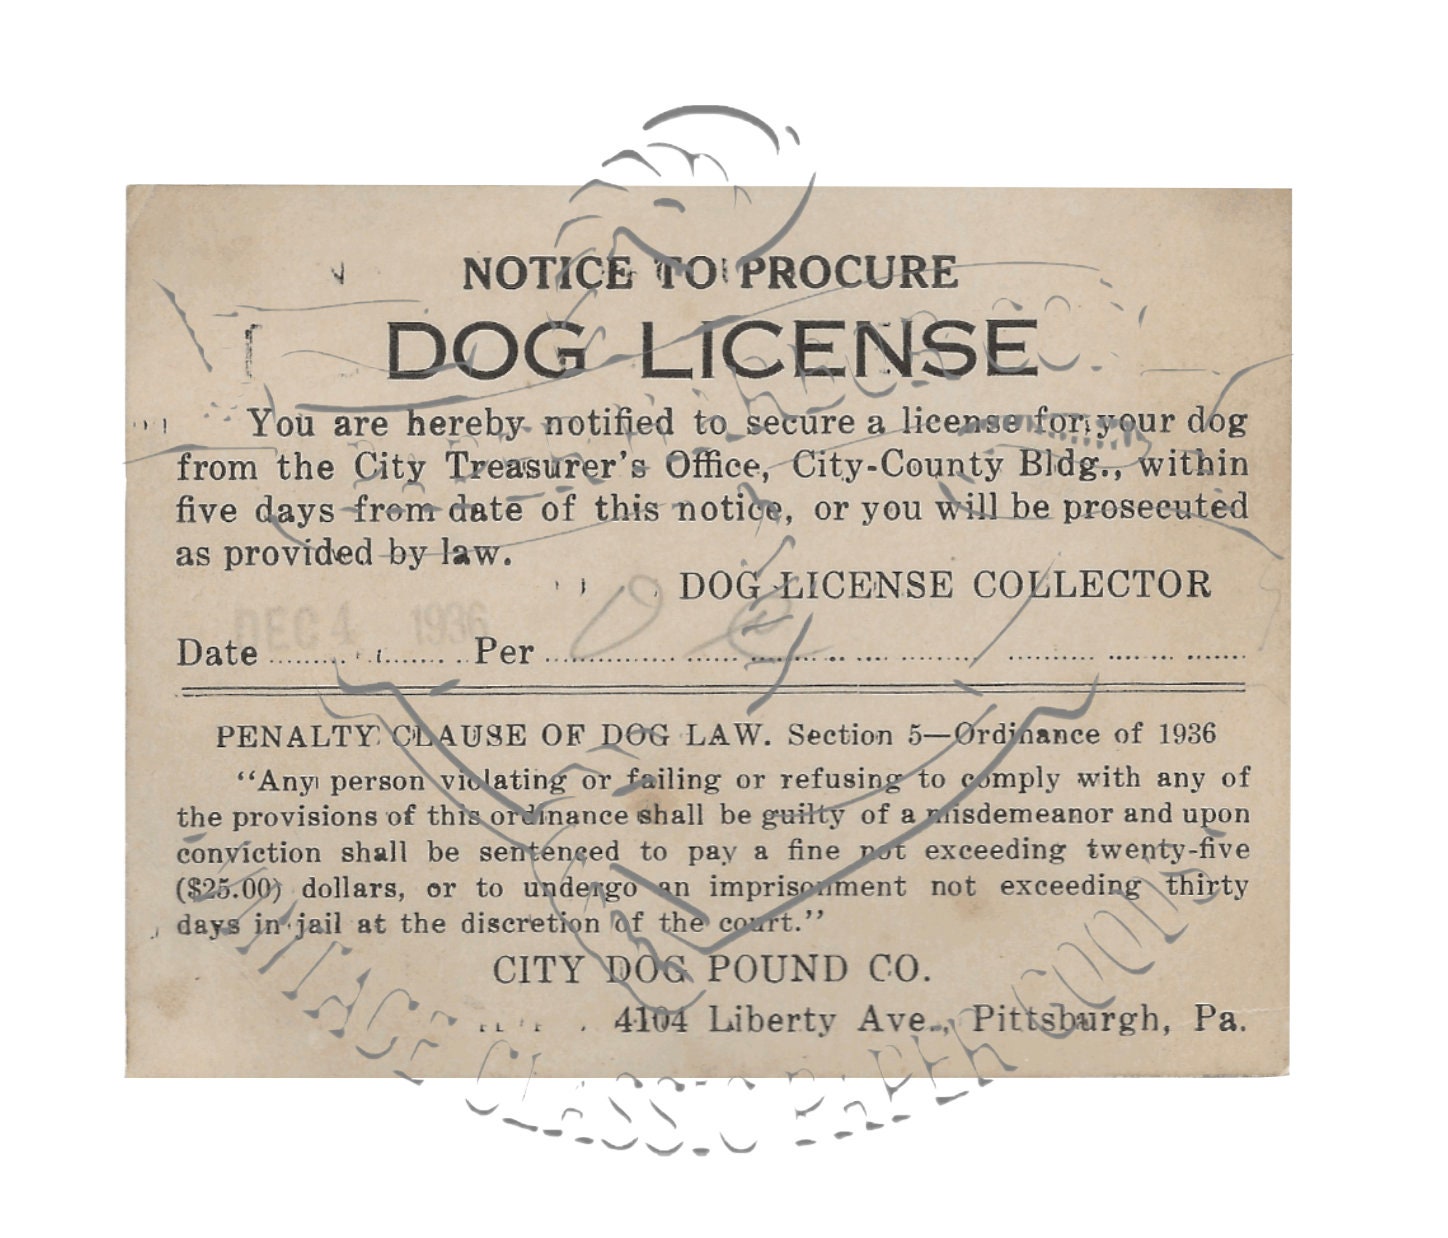 NOTICE TO PROCURE
DOG LICENSE
You are hereby notified to secure a license for your dog
from the City Treasurer's Office, City-County Bldg., within
five days from date of this notice, or you will be prosecuted
as provided by law.
DOG LICENSE COLLECTOR
DEC 4 1936
Date Per
PENALTY CLAUSE OF DOG LAW. Section 5—Ordinance of 1936
“Any person violating or failing or refusing to comply with any of
the provisions of this ordinance shall be guilty of a misdemeanor and upon
conviction shall be sentenced to pay a fine not exceeding twenty-five
($25.00) dollars, or to undergo an imprisonment not exceeding thirty
days in jail at the discretion of the court.”
CITY DOG POUND CO.
4104 Liberty Ave., Pittsburgh, Pa.
VINTAGE CLASSIC PAPER GOODS